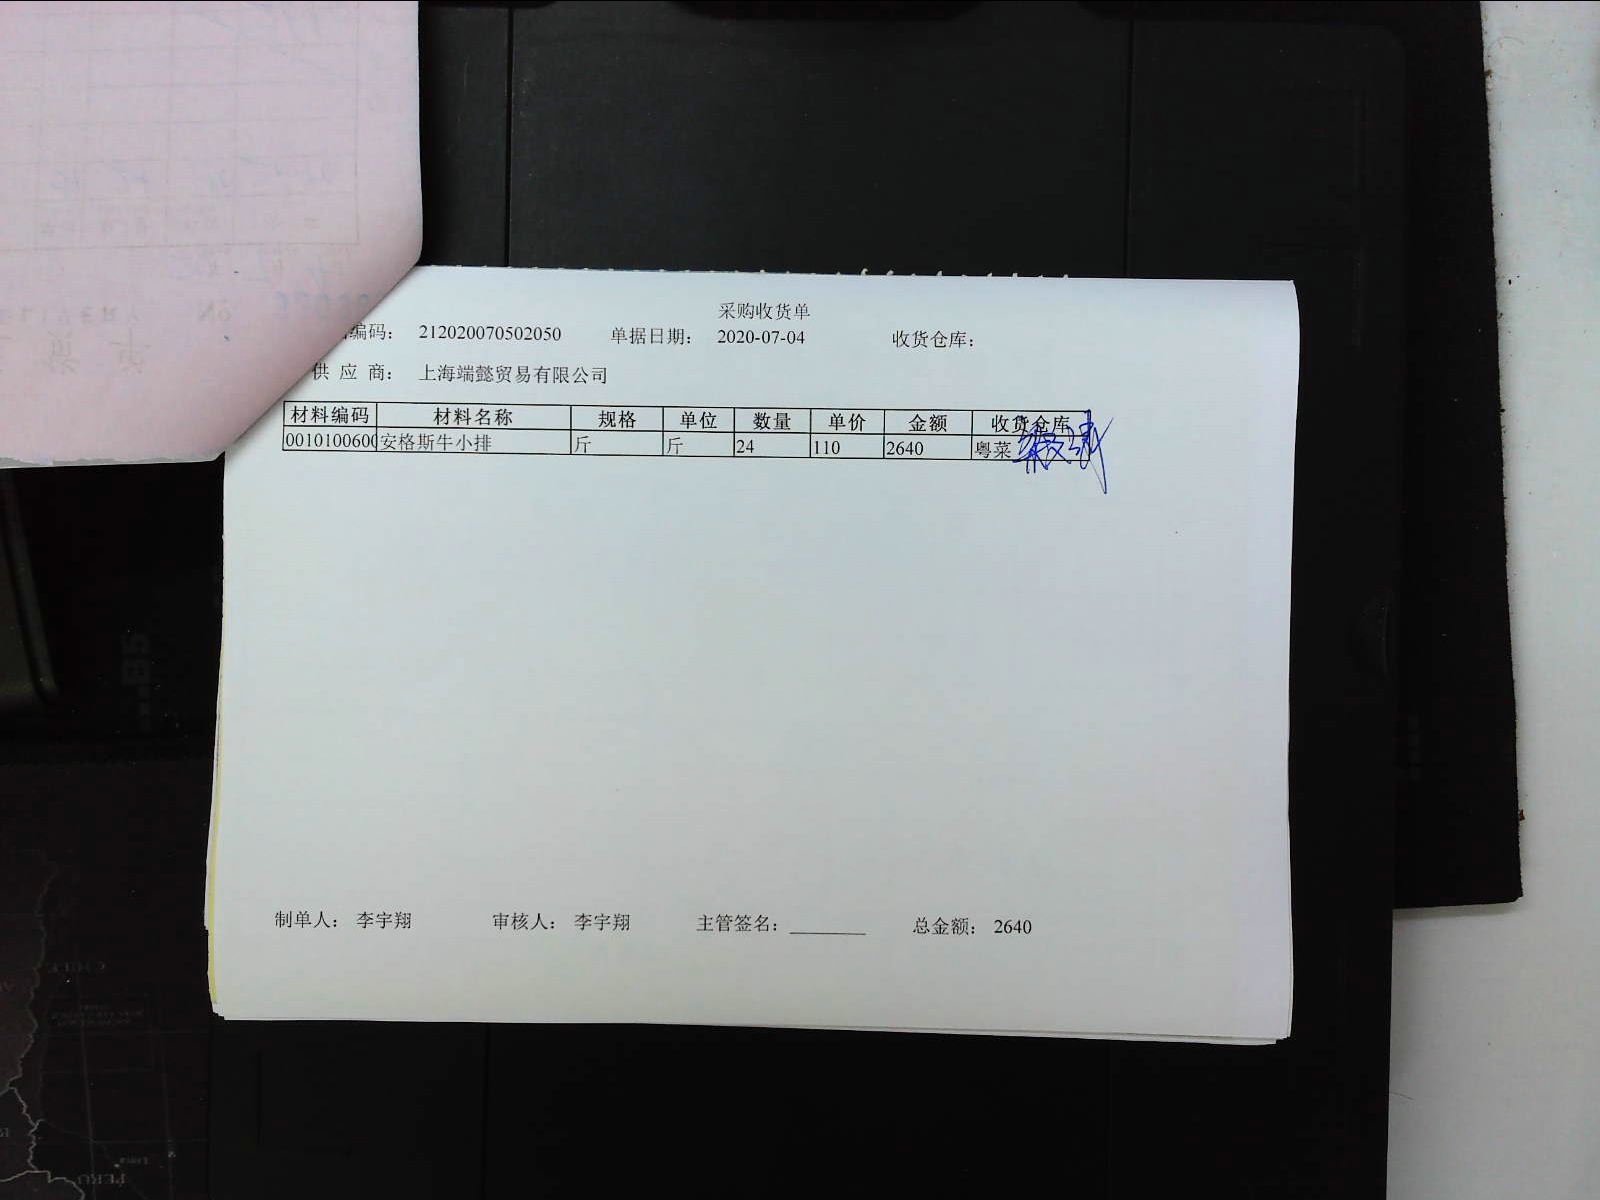 采购收货单
编码： 212020070502050 单据日期： 2020-07-04 收货仓库：
供 应 商： 上海端懿贸易有限公司
材料编码 材料名称 规格 单位 数量 单价 金额 收货仓库
0010100600 安格斯牛小排 斤 斤 24 110 2640 粤菜
制单人： 李宇翔 审核人： 李宇翔 主管签名：________ 总金额： 2640